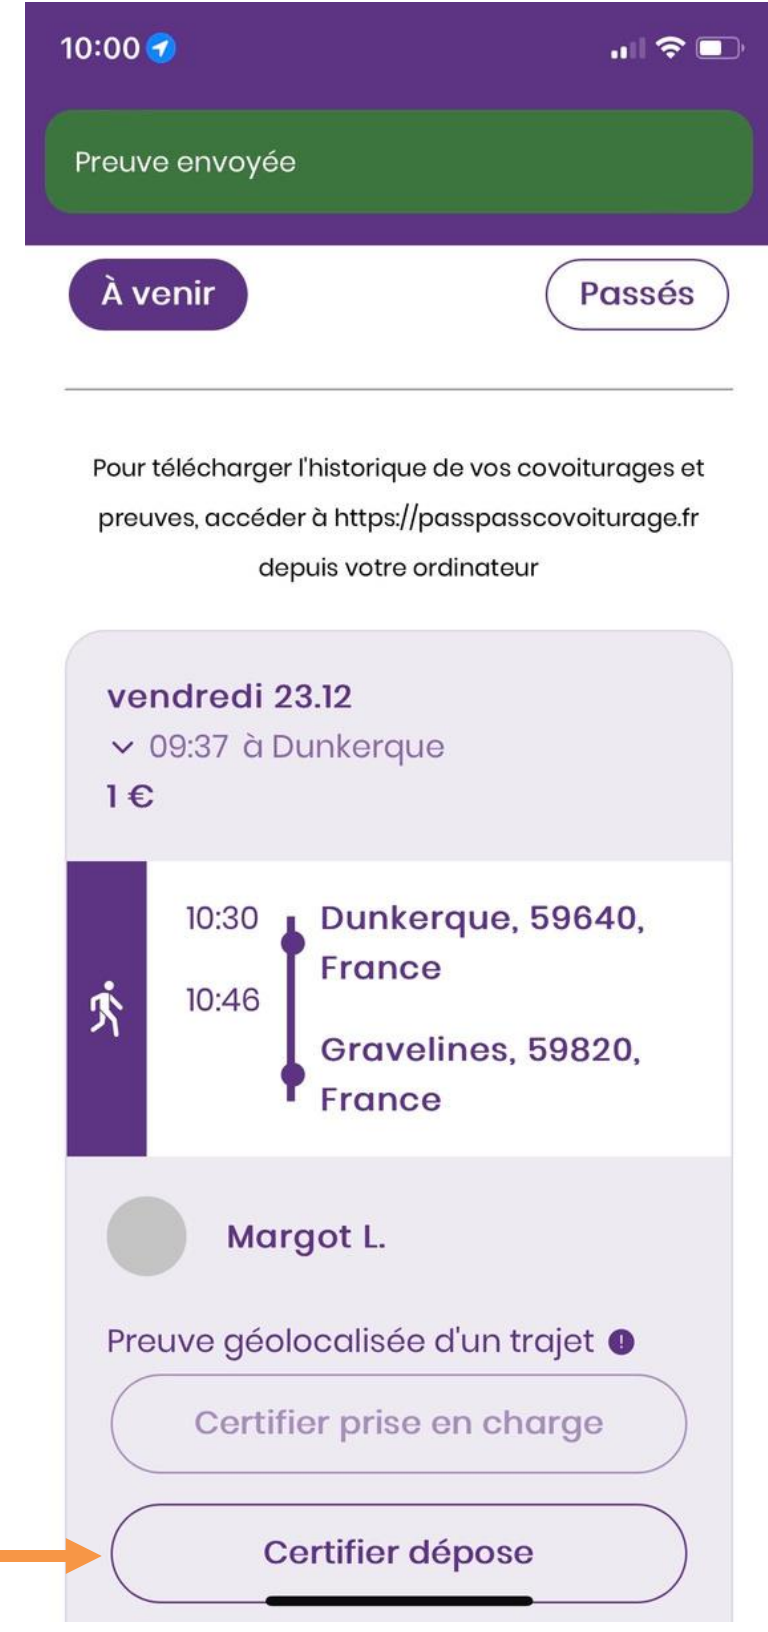 10:00
Preuve envoyée
À venir
Passés
Pour télécharger l'historique de vos covoiturages et
preuves, accéder à https://passpasscovoiturage.fr
depuis votre ordinateur
vendredi 23.12
09:37 à Dunkerque
1 €
10:30
Dunkerque, 59640,
France
10:46
Gravelines, 59820,
France
Margot L.
Preuve géolocalisée d'un trajet
Certifier prise en charge
Certifier dépose